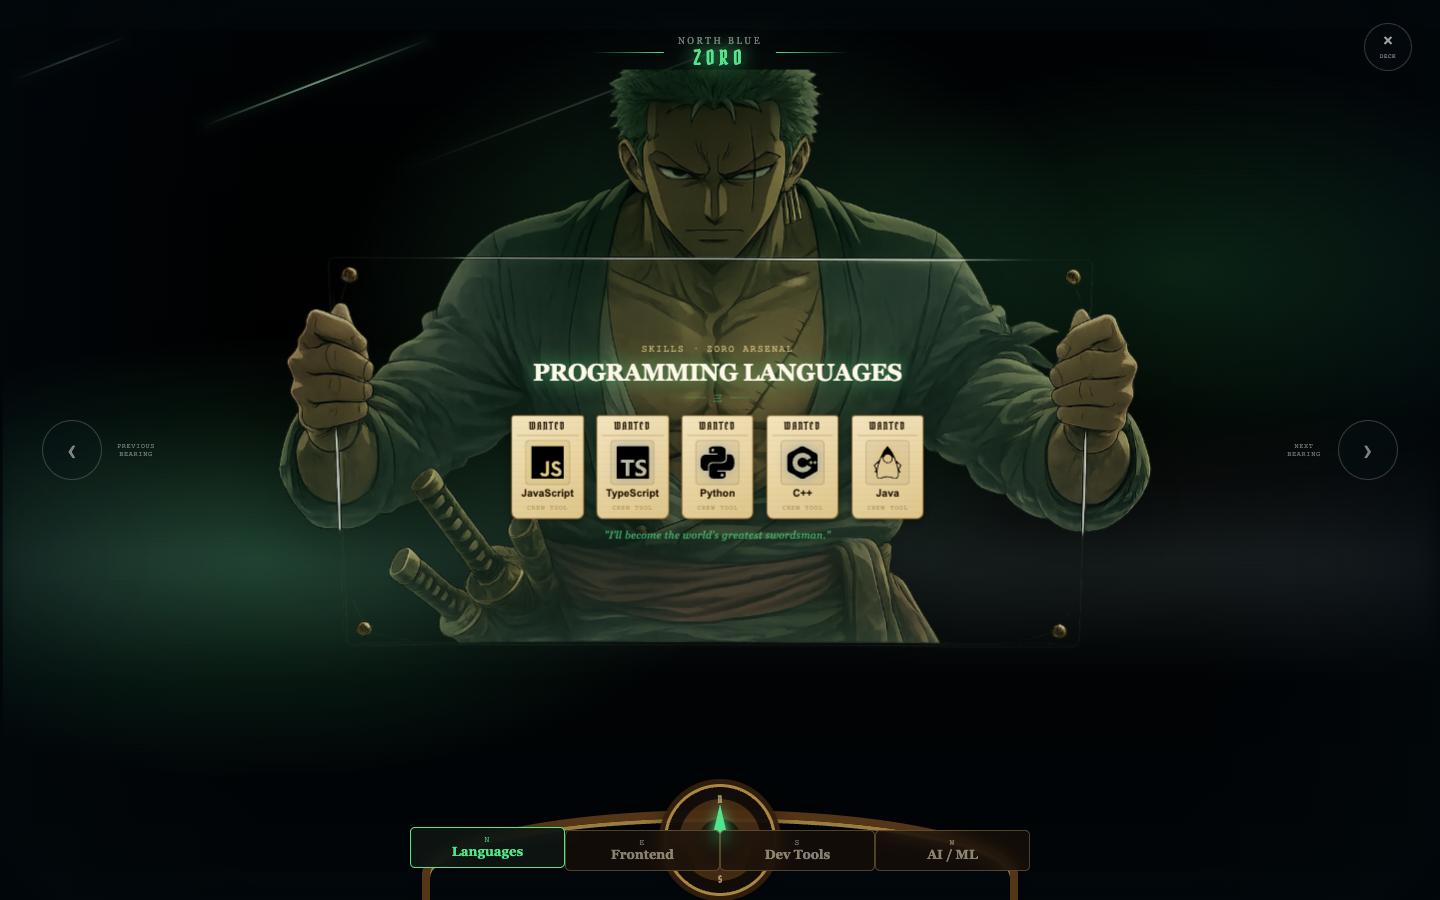 NORTH BLUE
ZORO
×
DECK
SKILLS · ZORO ARSENAL
PROGRAMMING LANGUAGES
WANTED WANTED WANTED WANTED WANTED
JS TS C++
JavaScript TypeScript Python C++ Java
CREW TOOL CREW TOOL CREW TOOL CREW TOOL CREW TOOL
"I'll become the world's greatest swordsman."
‹
PREVIOUS
BEARING
NEXT
BEARING
›
N
N
Languages
E
Frontend
S
Dev Tools
W
AI / ML
S